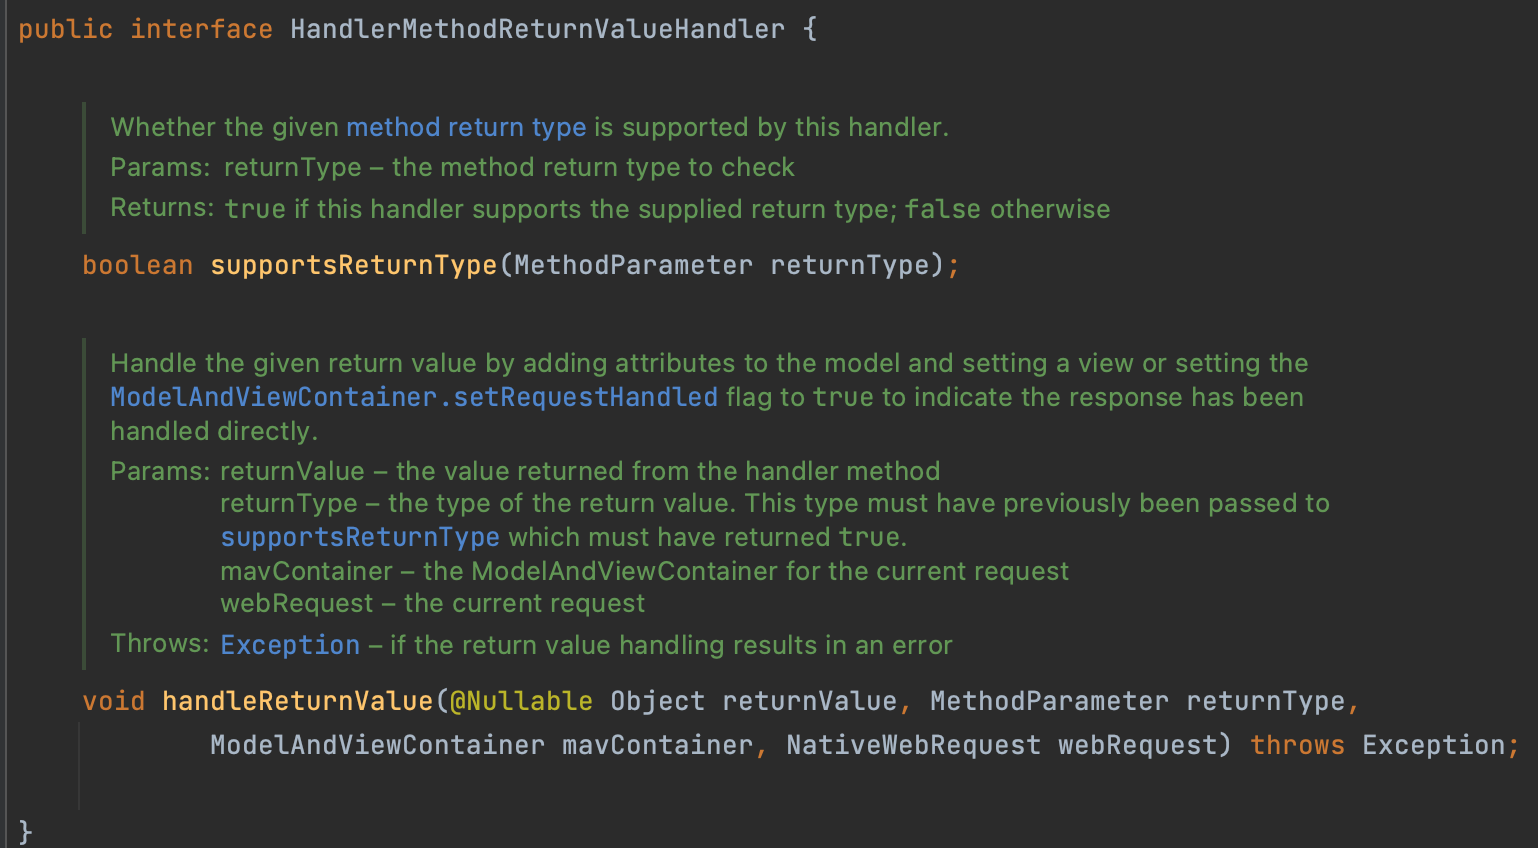 public interface HandlerMethodReturnValueHandler {
Whether the given method return type is supported by this handler.
Params: returnType – the method return type to check
Returns: true if this handler supports the supplied return type; false otherwise
boolean supportsReturnType(MethodParameter returnType);
Handle the given return value by adding attributes to the model and setting a view or setting the
ModelAndViewContainer.setRequestHandled flag to true to indicate the response has been
handled directly.
Params: returnValue – the value returned from the handler method
returnType – the type of the return value. This type must have previously been passed to
supportsReturnType which must have returned true.
mavContainer – the ModelAndViewContainer for the current request
webRequest – the current request
Throws: Exception – if the return value handling results in an error
void handleReturnValue(@Nullable Object returnValue, MethodParameter returnType,
ModelAndViewContainer mavContainer, NativeWebRequest webRequest) throws Exception;
}